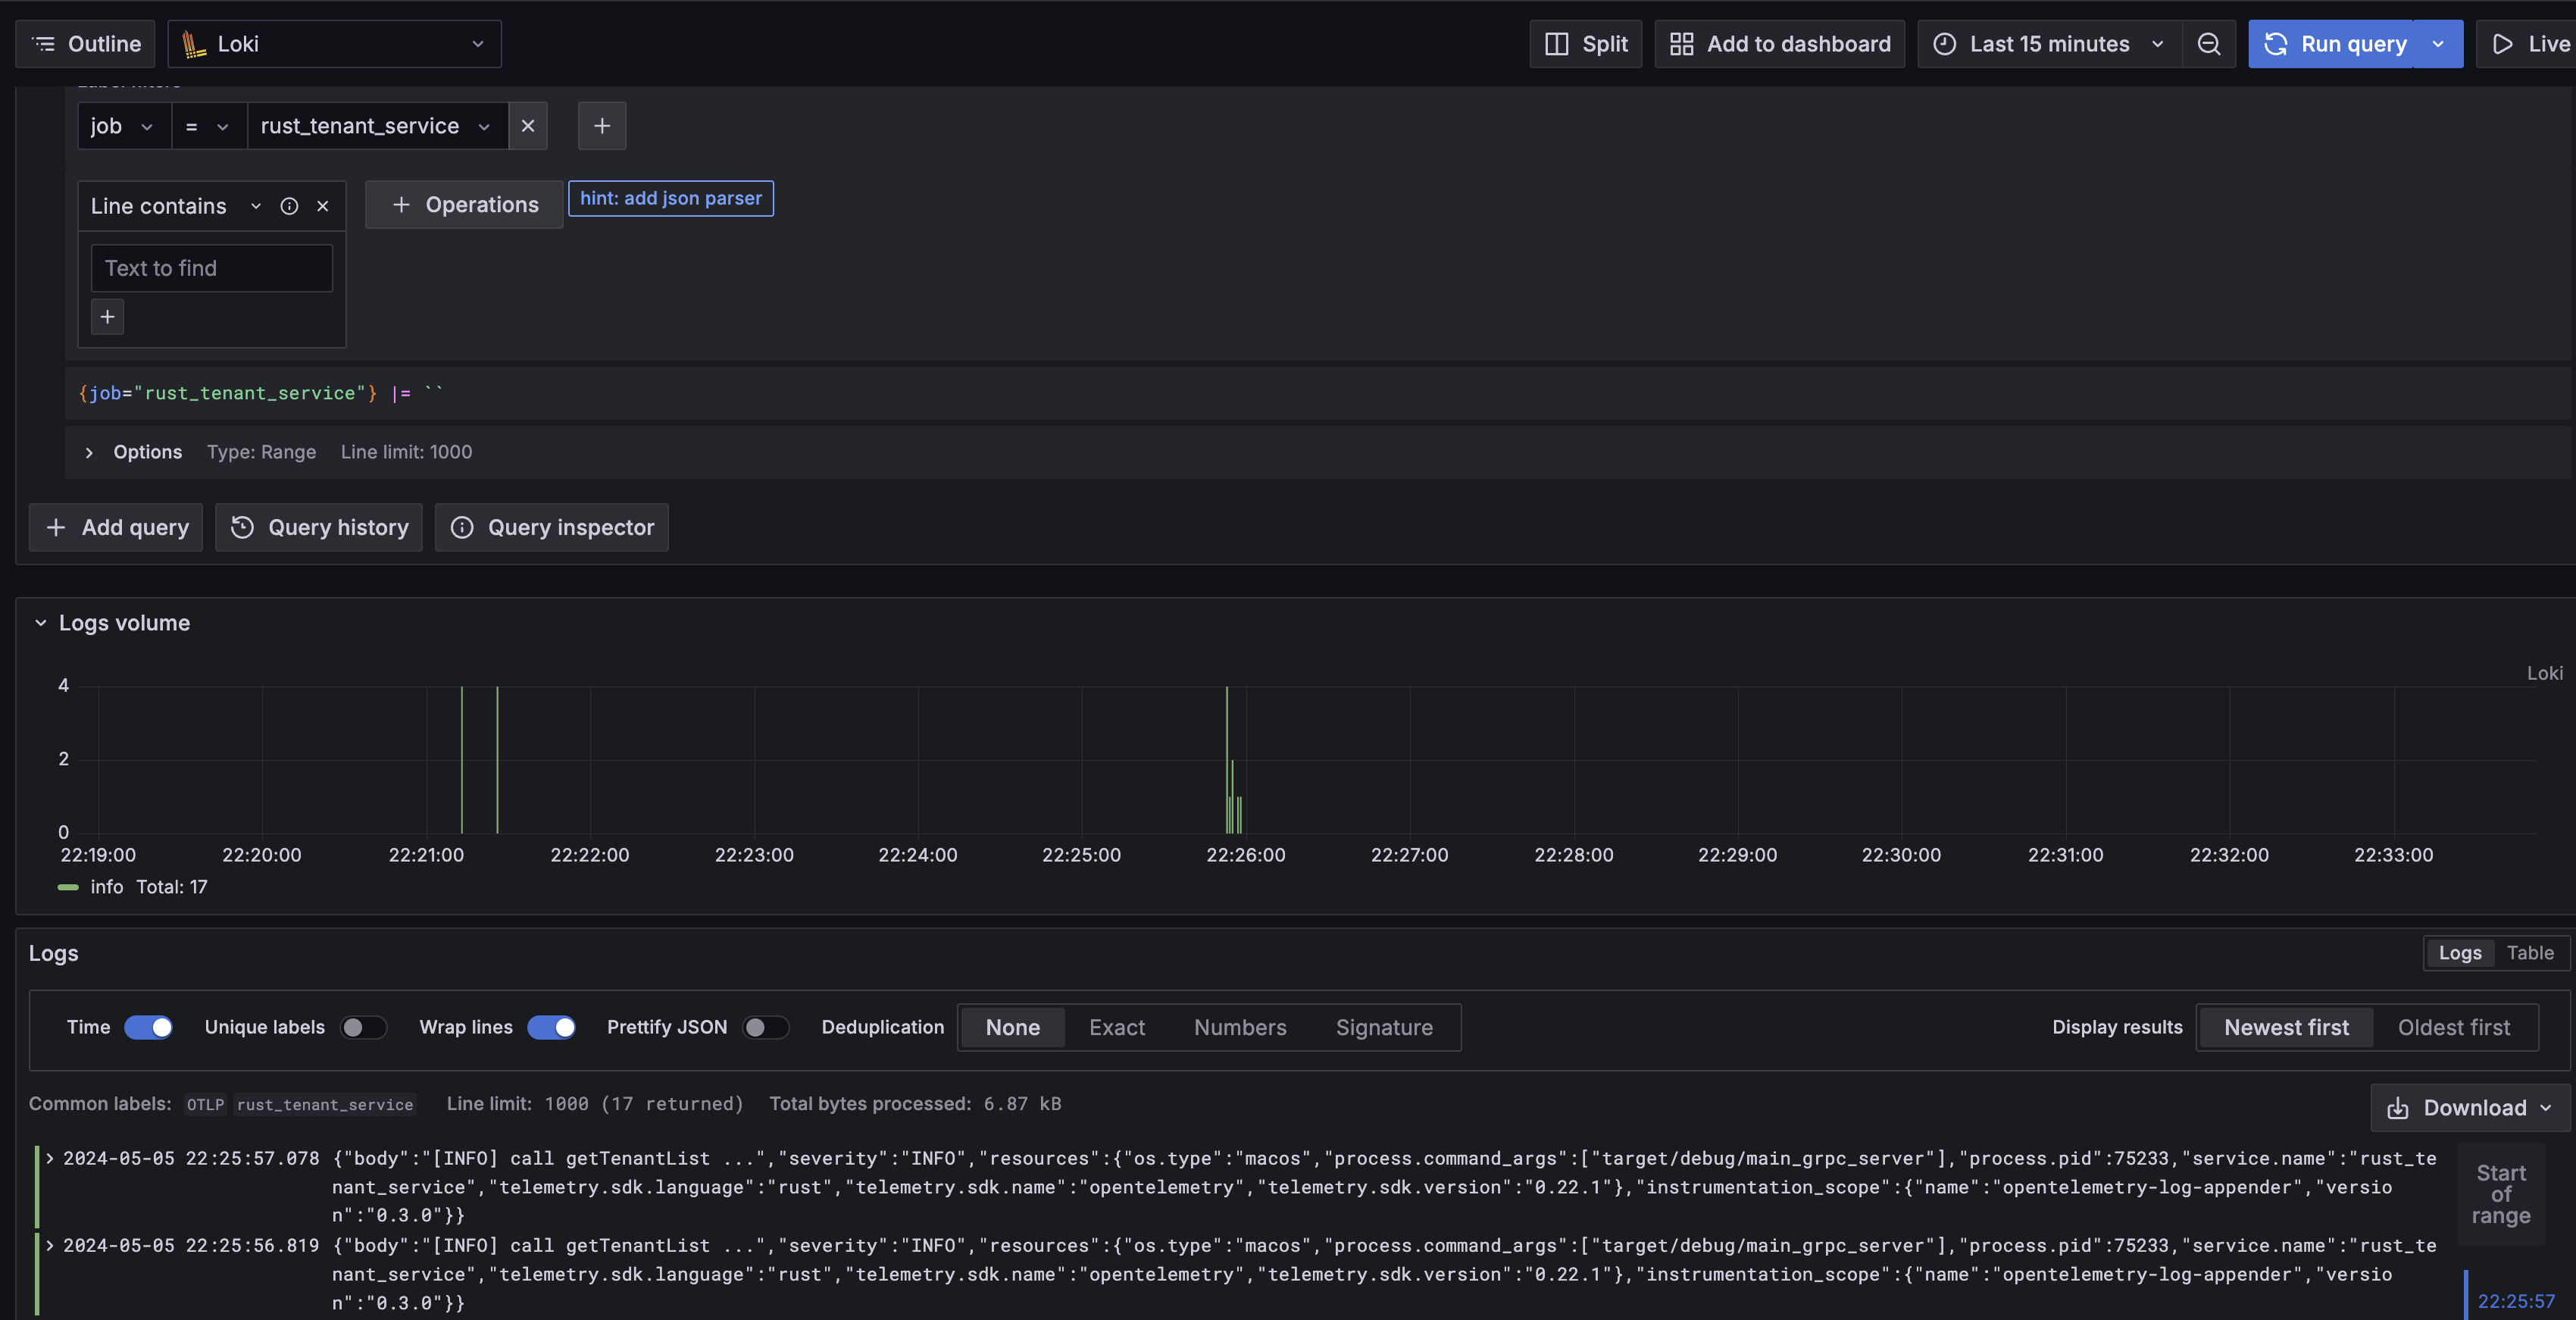 Outline Loki Split Add to dashboard Last 15 minutes Run query Live
Label filters
job = rust_tenant_service
Line contains Operations hint: add json parser
Text to find
{job="rust_tenant_service"} |= ``
Options Type: Range Line limit: 1000
Add query Query history Query inspector
Logs volume
Loki
4
2
0
22:19:00 22:20:00 22:21:00 22:22:00 22:23:00 22:24:00 22:25:00 22:26:00 22:27:00 22:28:00 22:29:00 22:30:00 22:31:00 22:32:00 22:33:00
info Total: 17
Logs Logs Table
Time Unique labels Wrap lines Prettify JSON Deduplication None Exact Numbers Signature Display results Newest first Oldest first
Common labels: OTLP rust_tenant_service Line limit: 1000 (17 returned) Total bytes processed: 6.87 kB
Download
2024-05-05 22:25:57.078 {"body":"[INFO] call getTenantList ...","severity":"INFO","resources":{"os.type":"macos","process.command_args":["target/debug/main_grpc_server"],"process.pid":75233,"service.name":"rust_te
nant_service","telemetry.sdk.language":"rust","telemetry.sdk.name":"opentelemetry","telemetry.sdk.version":"0.22.1"},"instrumentation_scope":{"name":"opentelemetry-log-appender","versio
n":"0.3.0"}}
2024-05-05 22:25:56.819 {"body":"[INFO] call getTenantList ...","severity":"INFO","resources":{"os.type":"macos","process.command_args":["target/debug/main_grpc_server"],"process.pid":75233,"service.name":"rust_te
nant_service","telemetry.sdk.language":"rust","telemetry.sdk.name":"opentelemetry","telemetry.sdk.version":"0.22.1"},"instrumentation_scope":{"name":"opentelemetry-log-appender","versio
n":"0.3.0"}}
Start
of
range
22:25:57